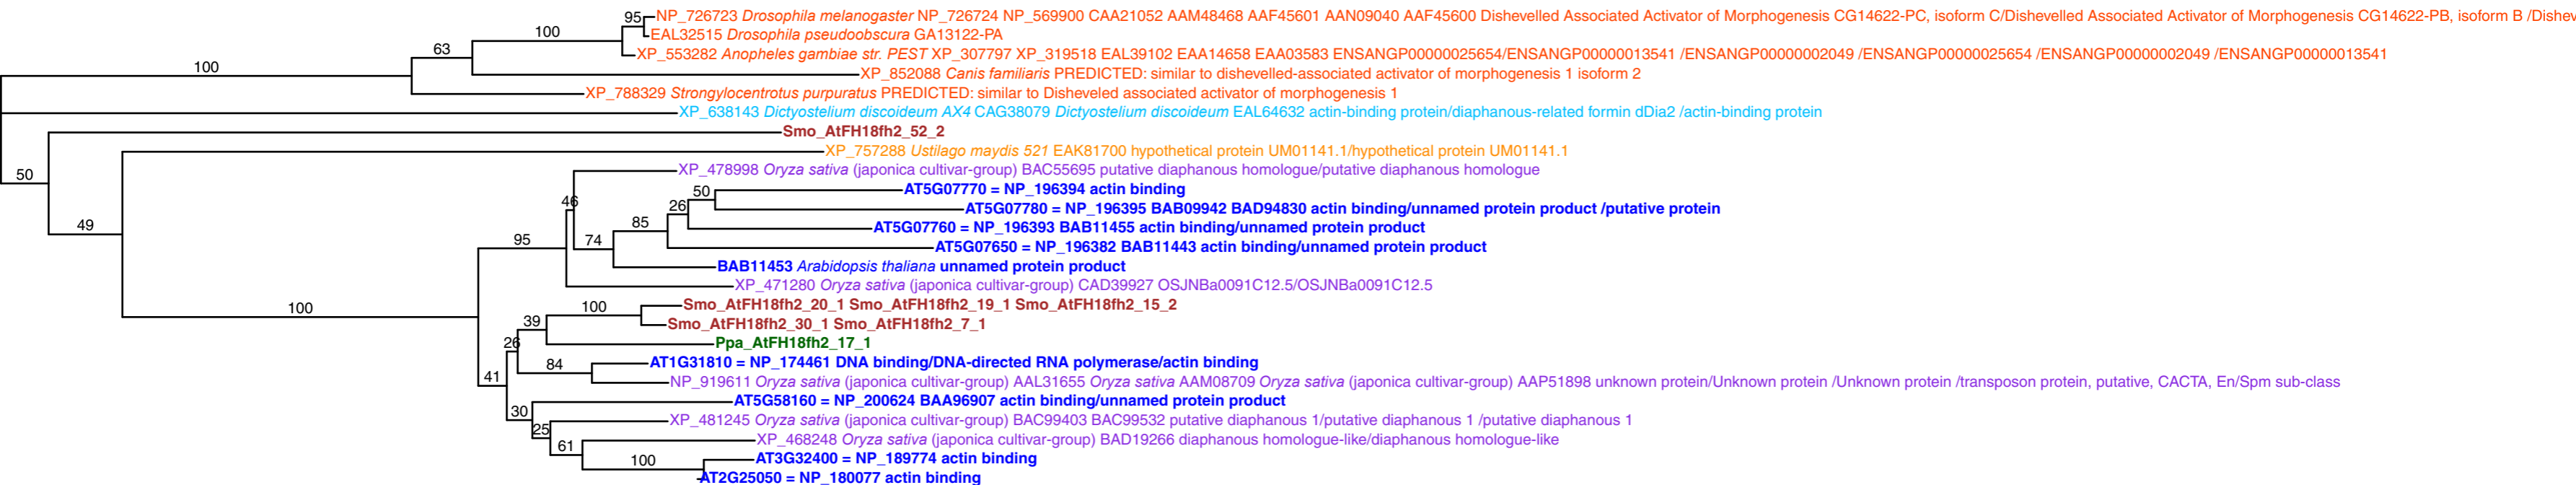 95 NP_726723 Drosophila melanogaster NP_726724 NP_569900 CAA21052 AAM48468 AAF45601 AAN09040 AAF45600 Dishevelled Associated Activator of Morphogenesis CG14622-PC, isoform C/Dishevelled Associated Activator of Morphogenesis CG14622-PB, isoform B /Dishev
100 EAL32515 Drosophila pseudoobscura GA13122-PA
63 XP_553282 Anopheles gambiae str. PEST XP_307797 XP_319518 EAL39102 EAA14658 EAA03583 ENSANGP00000025654/ENSANGP00000013541 /ENSANGP00000002049 /ENSANGP00000025654 /ENSANGP00000002049 /ENSANGP00000013541
100 XP_852088 Canis familiaris PREDICTED: similar to dishevelled-associated activator of morphogenesis 1 isoform 2
XP_788329 Strongylocentrotus purpuratus PREDICTED: similar to Disheveled associated activator of morphogenesis 1
XP_638143 Dictyostelium discoideum AX4 CAG38079 Dictyostelium discoideum EAL64632 actin-binding protein/diaphanous-related formin dDia2 /actin-binding protein
Smo_AtFH18fh2_52_2
XP_757288 Ustilago maydis 521 EAK81700 hypothetical protein UM01141.1/hypothetical protein UM01141.1
50 XP_478998 Oryza sativa (japonica cultivar-group) BAC55695 putative diaphanous homologue/putative diaphanous homologue
50 AT5G07770 = NP_196394 actin binding
46 26 AT5G07780 = NP_196395 BAB09942 BAD94830 actin binding/unnamed protein product /putative protein
49 85 AT5G07760 = NP_196393 BAB11455 actin binding/unnamed protein product
95 74 AT5G07650 = NP_196382 BAB11443 actin binding/unnamed protein product
BAB11453 Arabidopsis thaliana unnamed protein product
XP_471280 Oryza sativa (japonica cultivar-group) CAD39927 OSJNBa0091C12.5/OSJNBa0091C12.5
100 100 Smo_AtFH18fh2_20_1 Smo_AtFH18fh2_19_1 Smo_AtFH18fh2_15_2
39 Smo_AtFH18fh2_30_1 Smo_AtFH18fh2_7_1
26 Ppa_AtFH18fh2_17_1
84 AT1G31810 = NP_174461 DNA binding/DNA-directed RNA polymerase/actin binding
41 NP_919611 Oryza sativa (japonica cultivar-group) AAL31655 Oryza sativa AAM08709 Oryza sativa (japonica cultivar-group) AAP51898 unknown protein/Unknown protein /Unknown protein /transposon protein, putative, CACTA, En/Spm sub-class
30 AT5G58160 = NP_200624 BAA96907 actin binding/unnamed protein product
25 XP_481245 Oryza sativa (japonica cultivar-group) BAC99403 BAC99532 putative diaphanous 1/putative diaphanous 1 /putative diaphanous 1
61 XP_468248 Oryza sativa (japonica cultivar-group) BAD19266 diaphanous homologue-like/diaphanous homologue-like
100 AT3G32400 = NP_189774 actin binding
AT2G25050 = NP_180077 actin binding